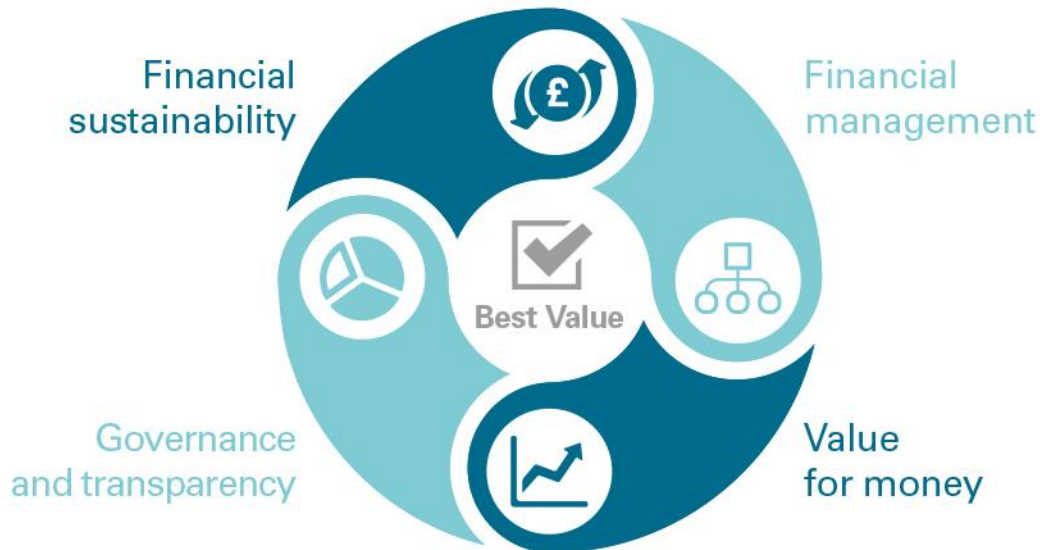 Financial
sustainability
£
Financial
management
Best Value
Governance
and transparency
Value
for money